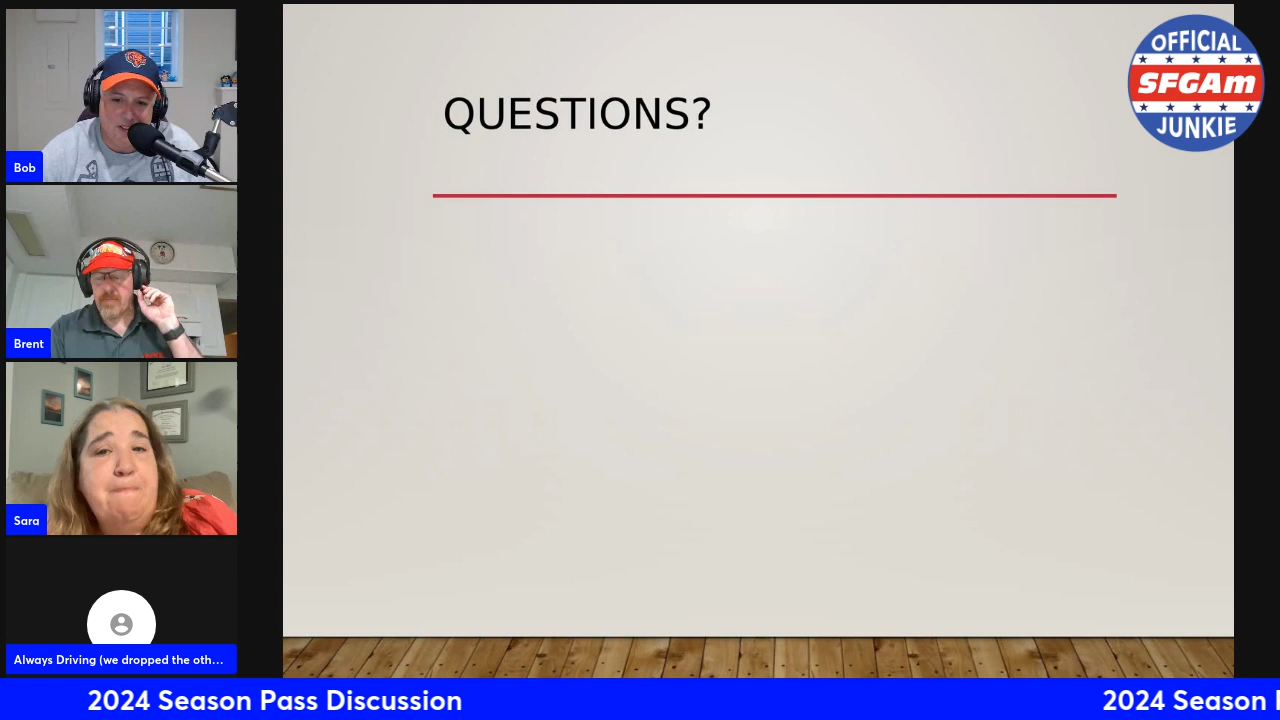 Bob
Brent
Sara
Always Driving (we dropped the oth...
QUESTIONS?
OFFICIAL
SFGAm
JUNKIE
2024 Season Pass Discussion
2024 Season